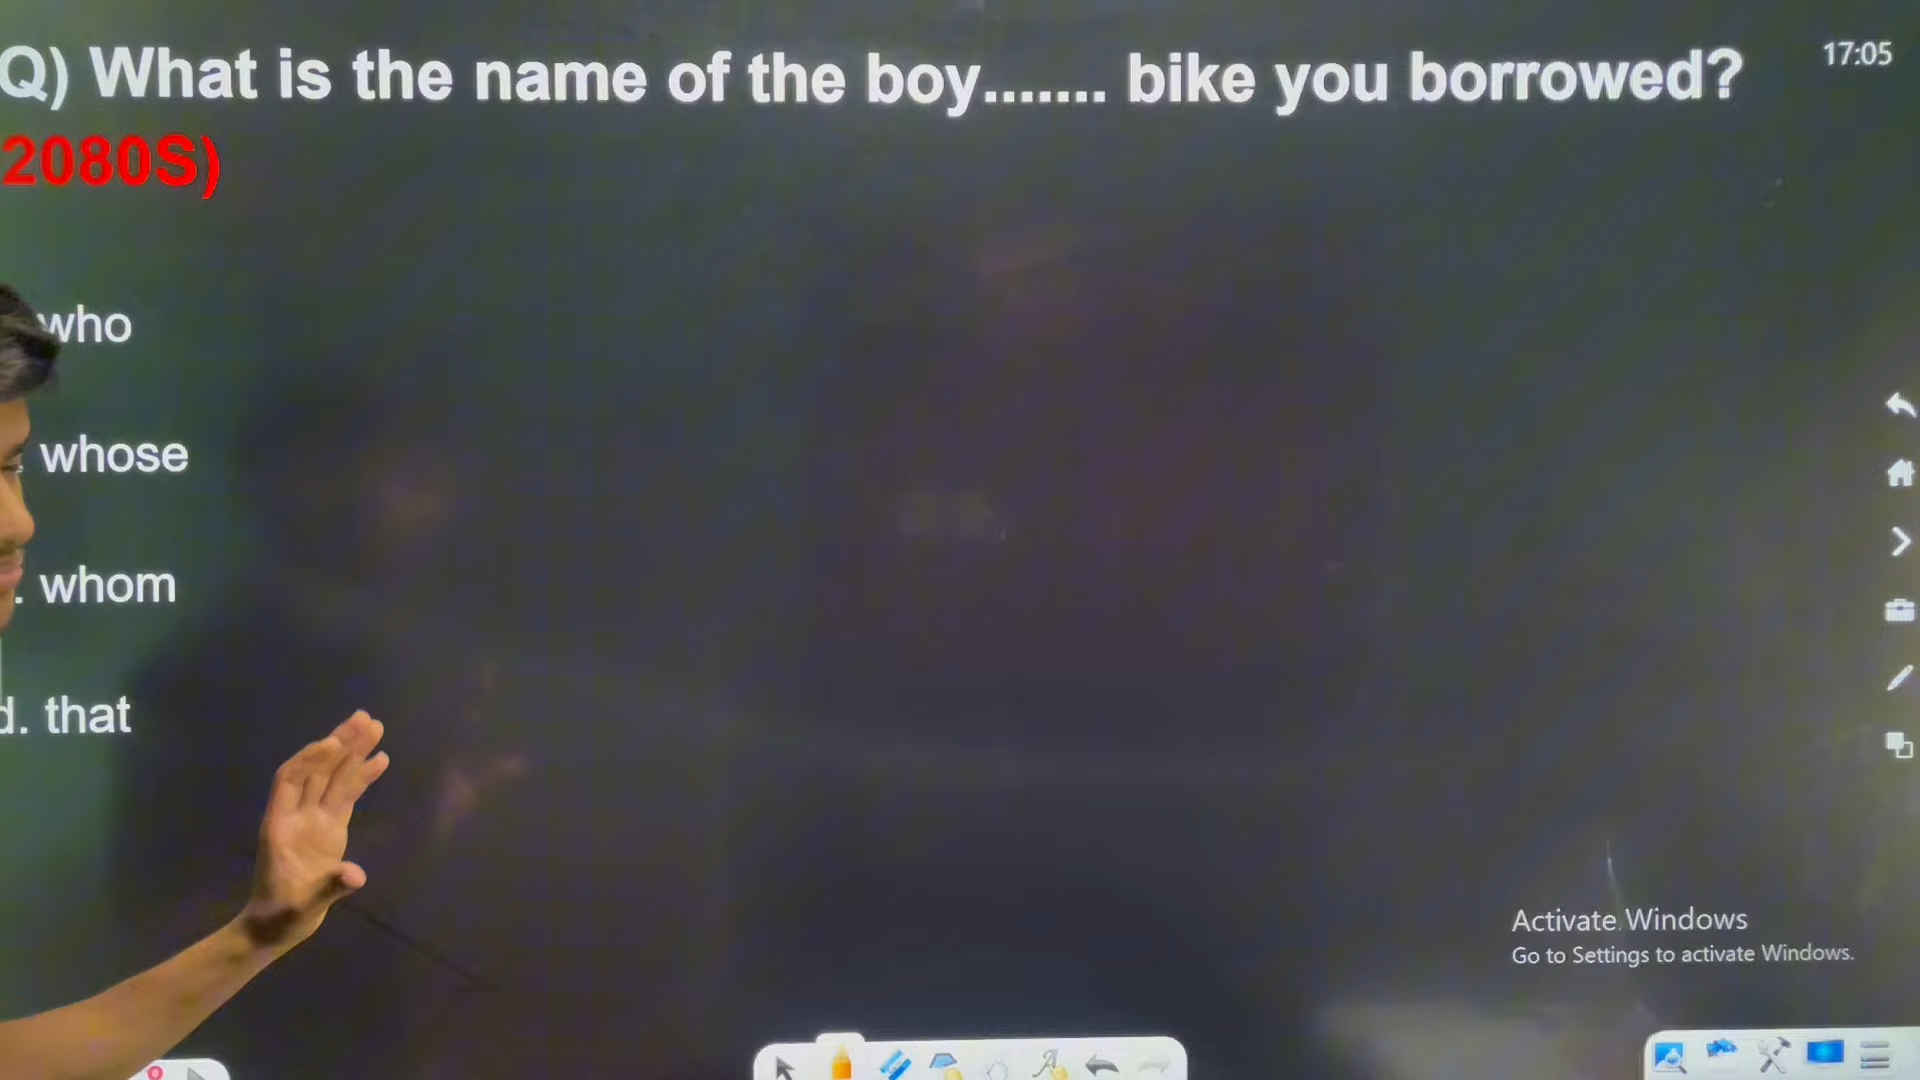 Q) What is the name of the boy....... bike you borrowed?
17:05
2080S)
who
. whose
. whom
d. that
Activate Windows
Go to Settings to activate Windows.